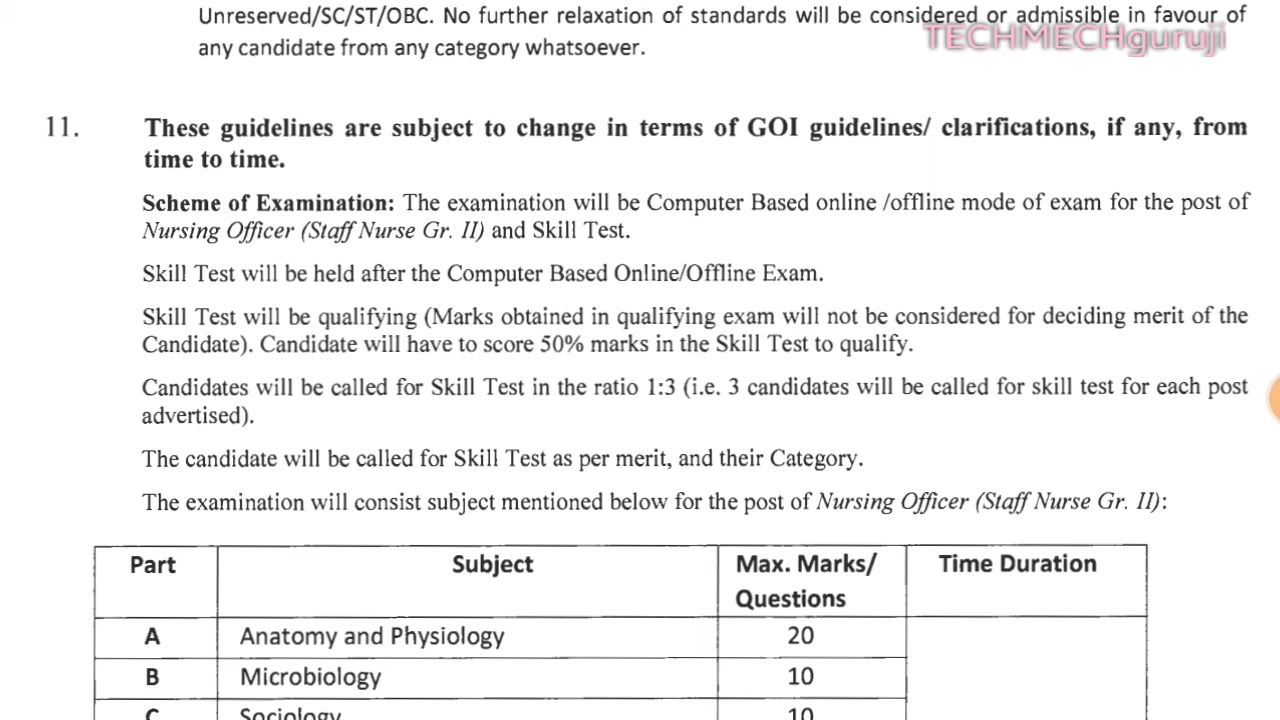 Unreserved/SC/ST/OBC. No further relaxation of standards will be considered or admissible in favour of
any candidate from any category whatsoever.
TECHMECHguruji
11. These guidelines are subject to change in terms of GOI guidelines/ clarifications, if any, from
time to time.
Scheme of Examination: The examination will be Computer Based online /offline mode of exam for the post of
Nursing Officer (Staff Nurse Gr. II) and Skill Test.
Skill Test will be held after the Computer Based Online/Offline Exam.
Skill Test will be qualifying (Marks obtained in qualifying exam will not be considered for deciding merit of the
Candidate). Candidate will have to score 50% marks in the Skill Test to qualify.
Candidates will be called for Skill Test in the ratio 1:3 (i.e. 3 candidates will be called for skill test for each post
advertised).
The candidate will be called for Skill Test as per merit, and their Category.
The examination will consist subject mentioned below for the post of Nursing Officer (Staff Nurse Gr. II):
Part Subject Max. Marks/ Time Duration
Questions
A Anatomy and Physiology 20
B Microbiology 10
C Sociology 10